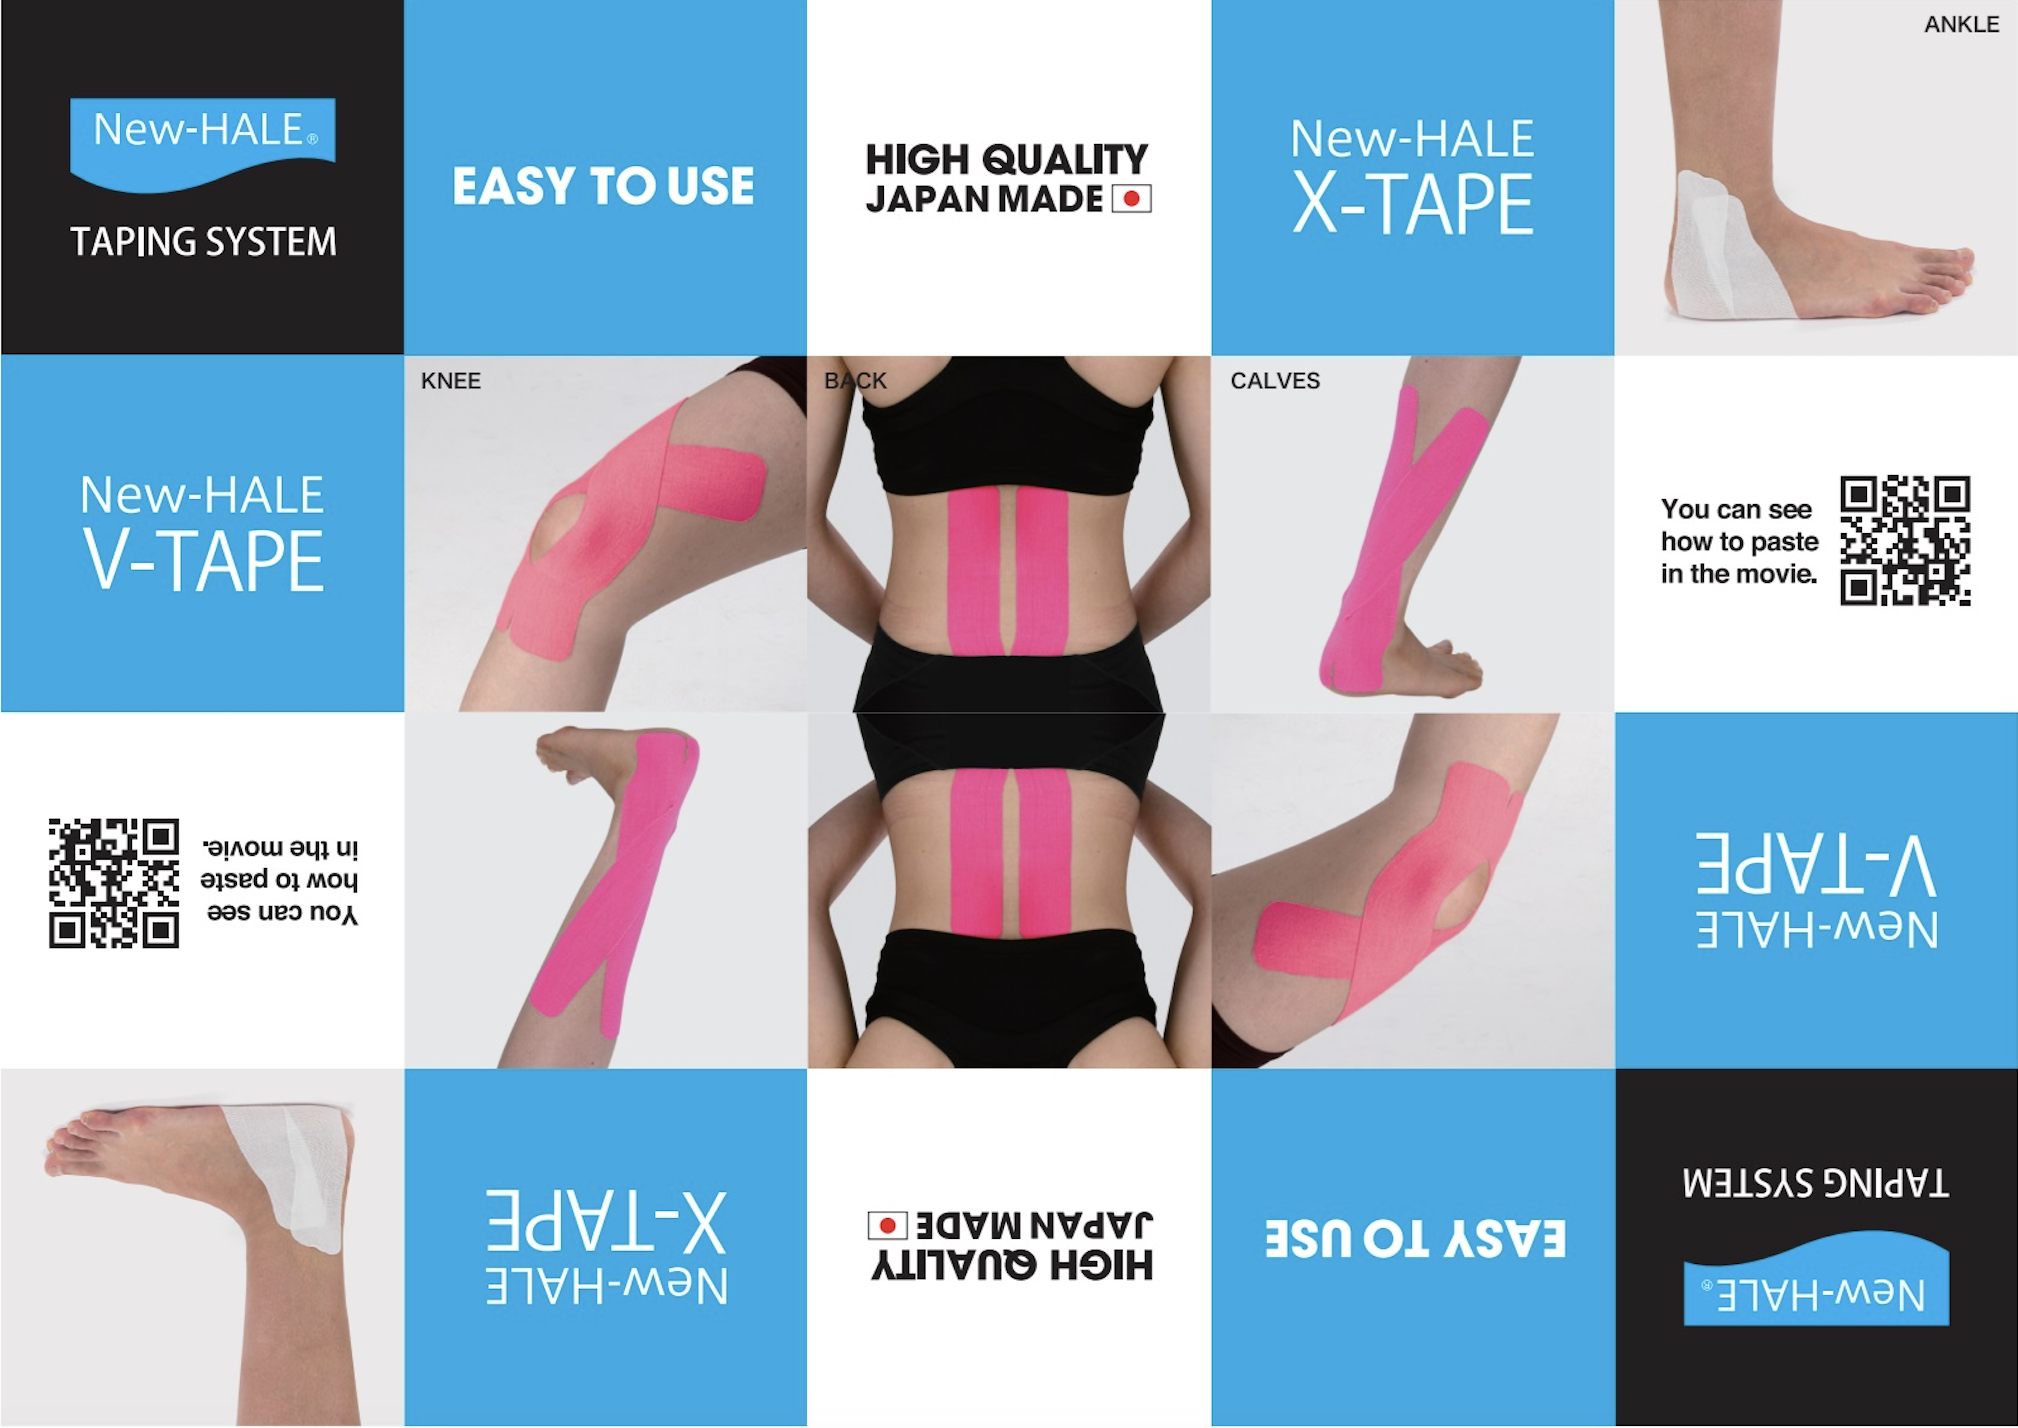 New-HALE®
TAPING SYSTEM
EASY TO USE
HIGH QUALITY
JAPAN MADE
New-HALE
X-TAPE
ANKLE
New-HALE
V-TAPE
KNEE
BACK
CALVES
You can see
how to paste
in the movie.
You can see
how to paste
in the movie.
New-HALE
V-TAPE
New-HALE
X-TAPE
HIGH QUALITY
JAPAN MADE
EASY TO USE
New-HALE®
TAPING SYSTEM